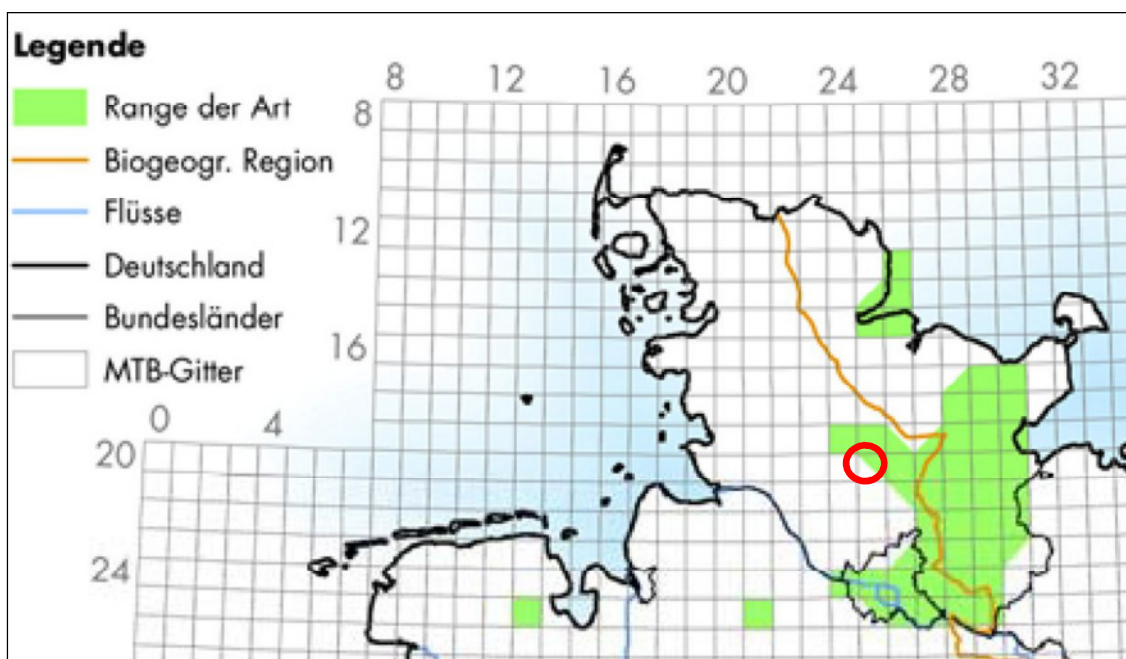 Legende
Range der Art
Biogeogr. Region
Flüsse
Deutschland
Bundesländer
MTB-Gitter
8 12 16 20 24 28 32
8
12
16
0 4
20
24